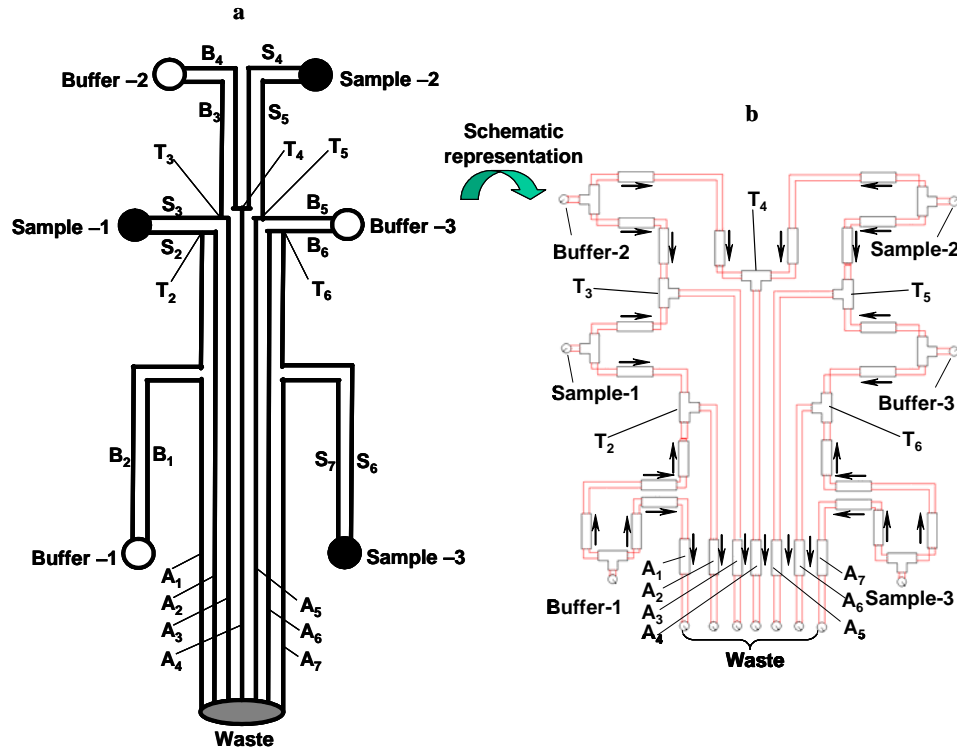 a
B4
S4
Buffer –2
Sample –2
B3
S5
T3
T4
T5
S3
B5
Sample –1
Buffer –3
S2
B6
T2
T6
B2
B1
S7
S6
Buffer –1
Sample –3
A1
A2
A3
A4
A5
A6
A7
Waste
Schematic
representation
b
T4
Buffer-2
Sample-2
T3
T5
Sample-1
Buffer-3
T2
T6
A1
A2
A3
A4
A7
A6
A5
Buffer-1
Sample-3
Waste